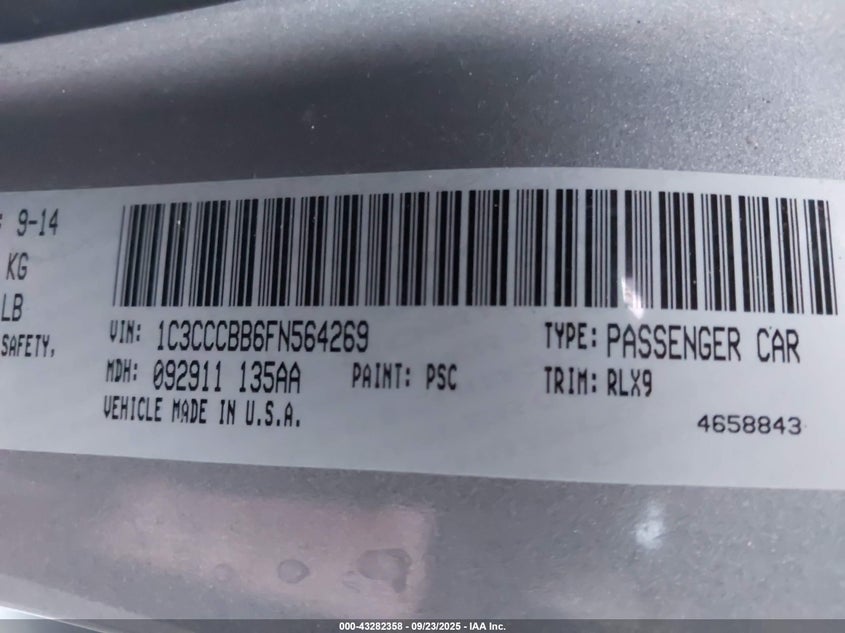 : 9-14
KG
LB
SAFETY,
VIN: 1C3CCCBB6FN564269
TYPE: PASSENGER CAR
MDH: 092911 135AA
PAINT: PSC
TRIM: RLX9
VEHICLE MADE IN U.S.A.
4658843
000-43282358 - 09/23/2025 - IAA Inc.